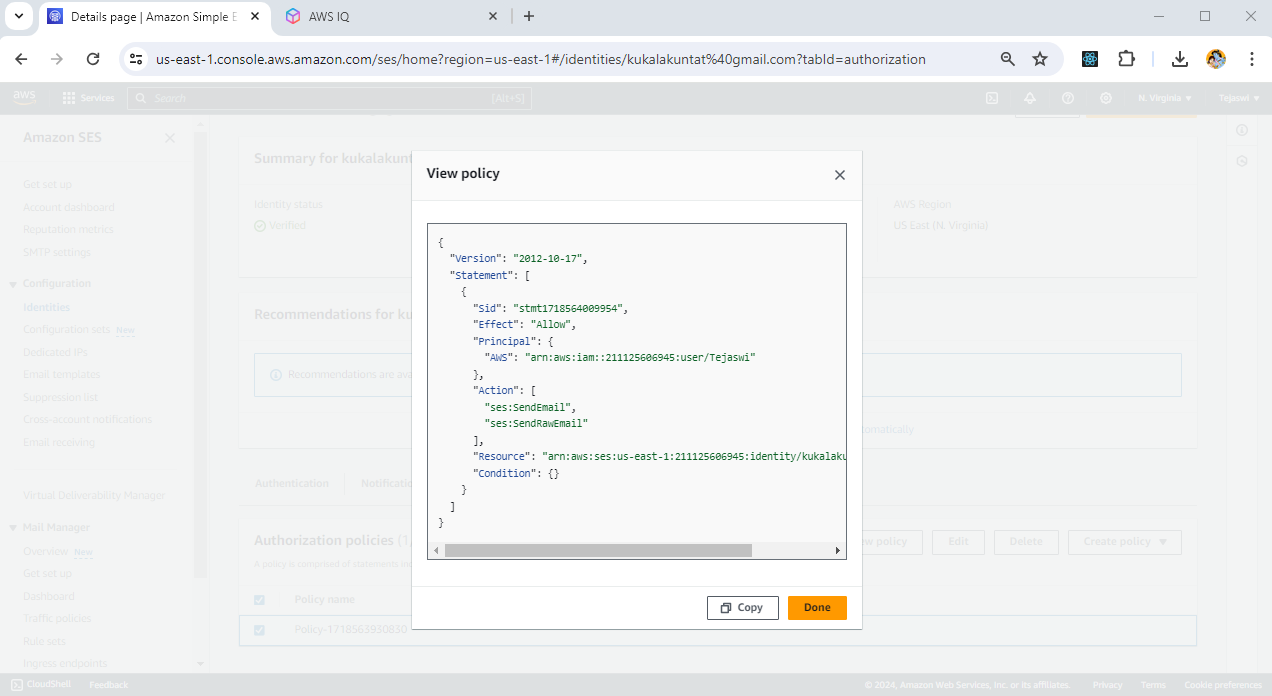 Details page | Amazon Simple E
AWS IQ
us-east-1.console.aws.amazon.com/ses/home?region=us-east-1#/identities/kukalakuntat%40gmail.com?tabId=authorization
aws
Services
Search
[Alt+S]
N. Virginia
Tejaswi
Amazon SES
Get set up
Account dashboard
Reputation metrics
SMTP settings
Configuration
Identities
Configuration sets New
Dedicated IPs
Email templates
Suppression list
Cross-account notifications
Email receiving
Virtual Deliverability Manager
Mail Manager
Overview New
Get set up
Dashboard
Traffic policies
Rule sets
Ingress endpoints
Summary for kukalakunt
Identity status
Verified
AWS Region
US East (N. Virginia)
Recommendations for ku
Recommendations are ava
Authentication
Notificatio
Authorization policies (1/
A policy is comprised of statements
Edit
Delete
Create policy
Policy name
Policy-1718563930830
View policy
{
"Version": "2012-10-17",
"Statement": [
{
"Sid": "stmt1718564009954",
"Effect": "Allow",
"Principal": {
"AWS": "arn:aws:iam::211125606945:user/Tejaswi"
},
"Action": [
"ses:SendEmail",
"ses:SendRawEmail"
],
"Resource": "arn:aws:ses:us-east-1:211125606945:identity/kukalaku
"Condition": {}
}
]
}
Copy
Done
CloudShell
Feedback
© 2024, Amazon Web Services, Inc. or its affiliates.
Privacy
Terms
Cookie preferences